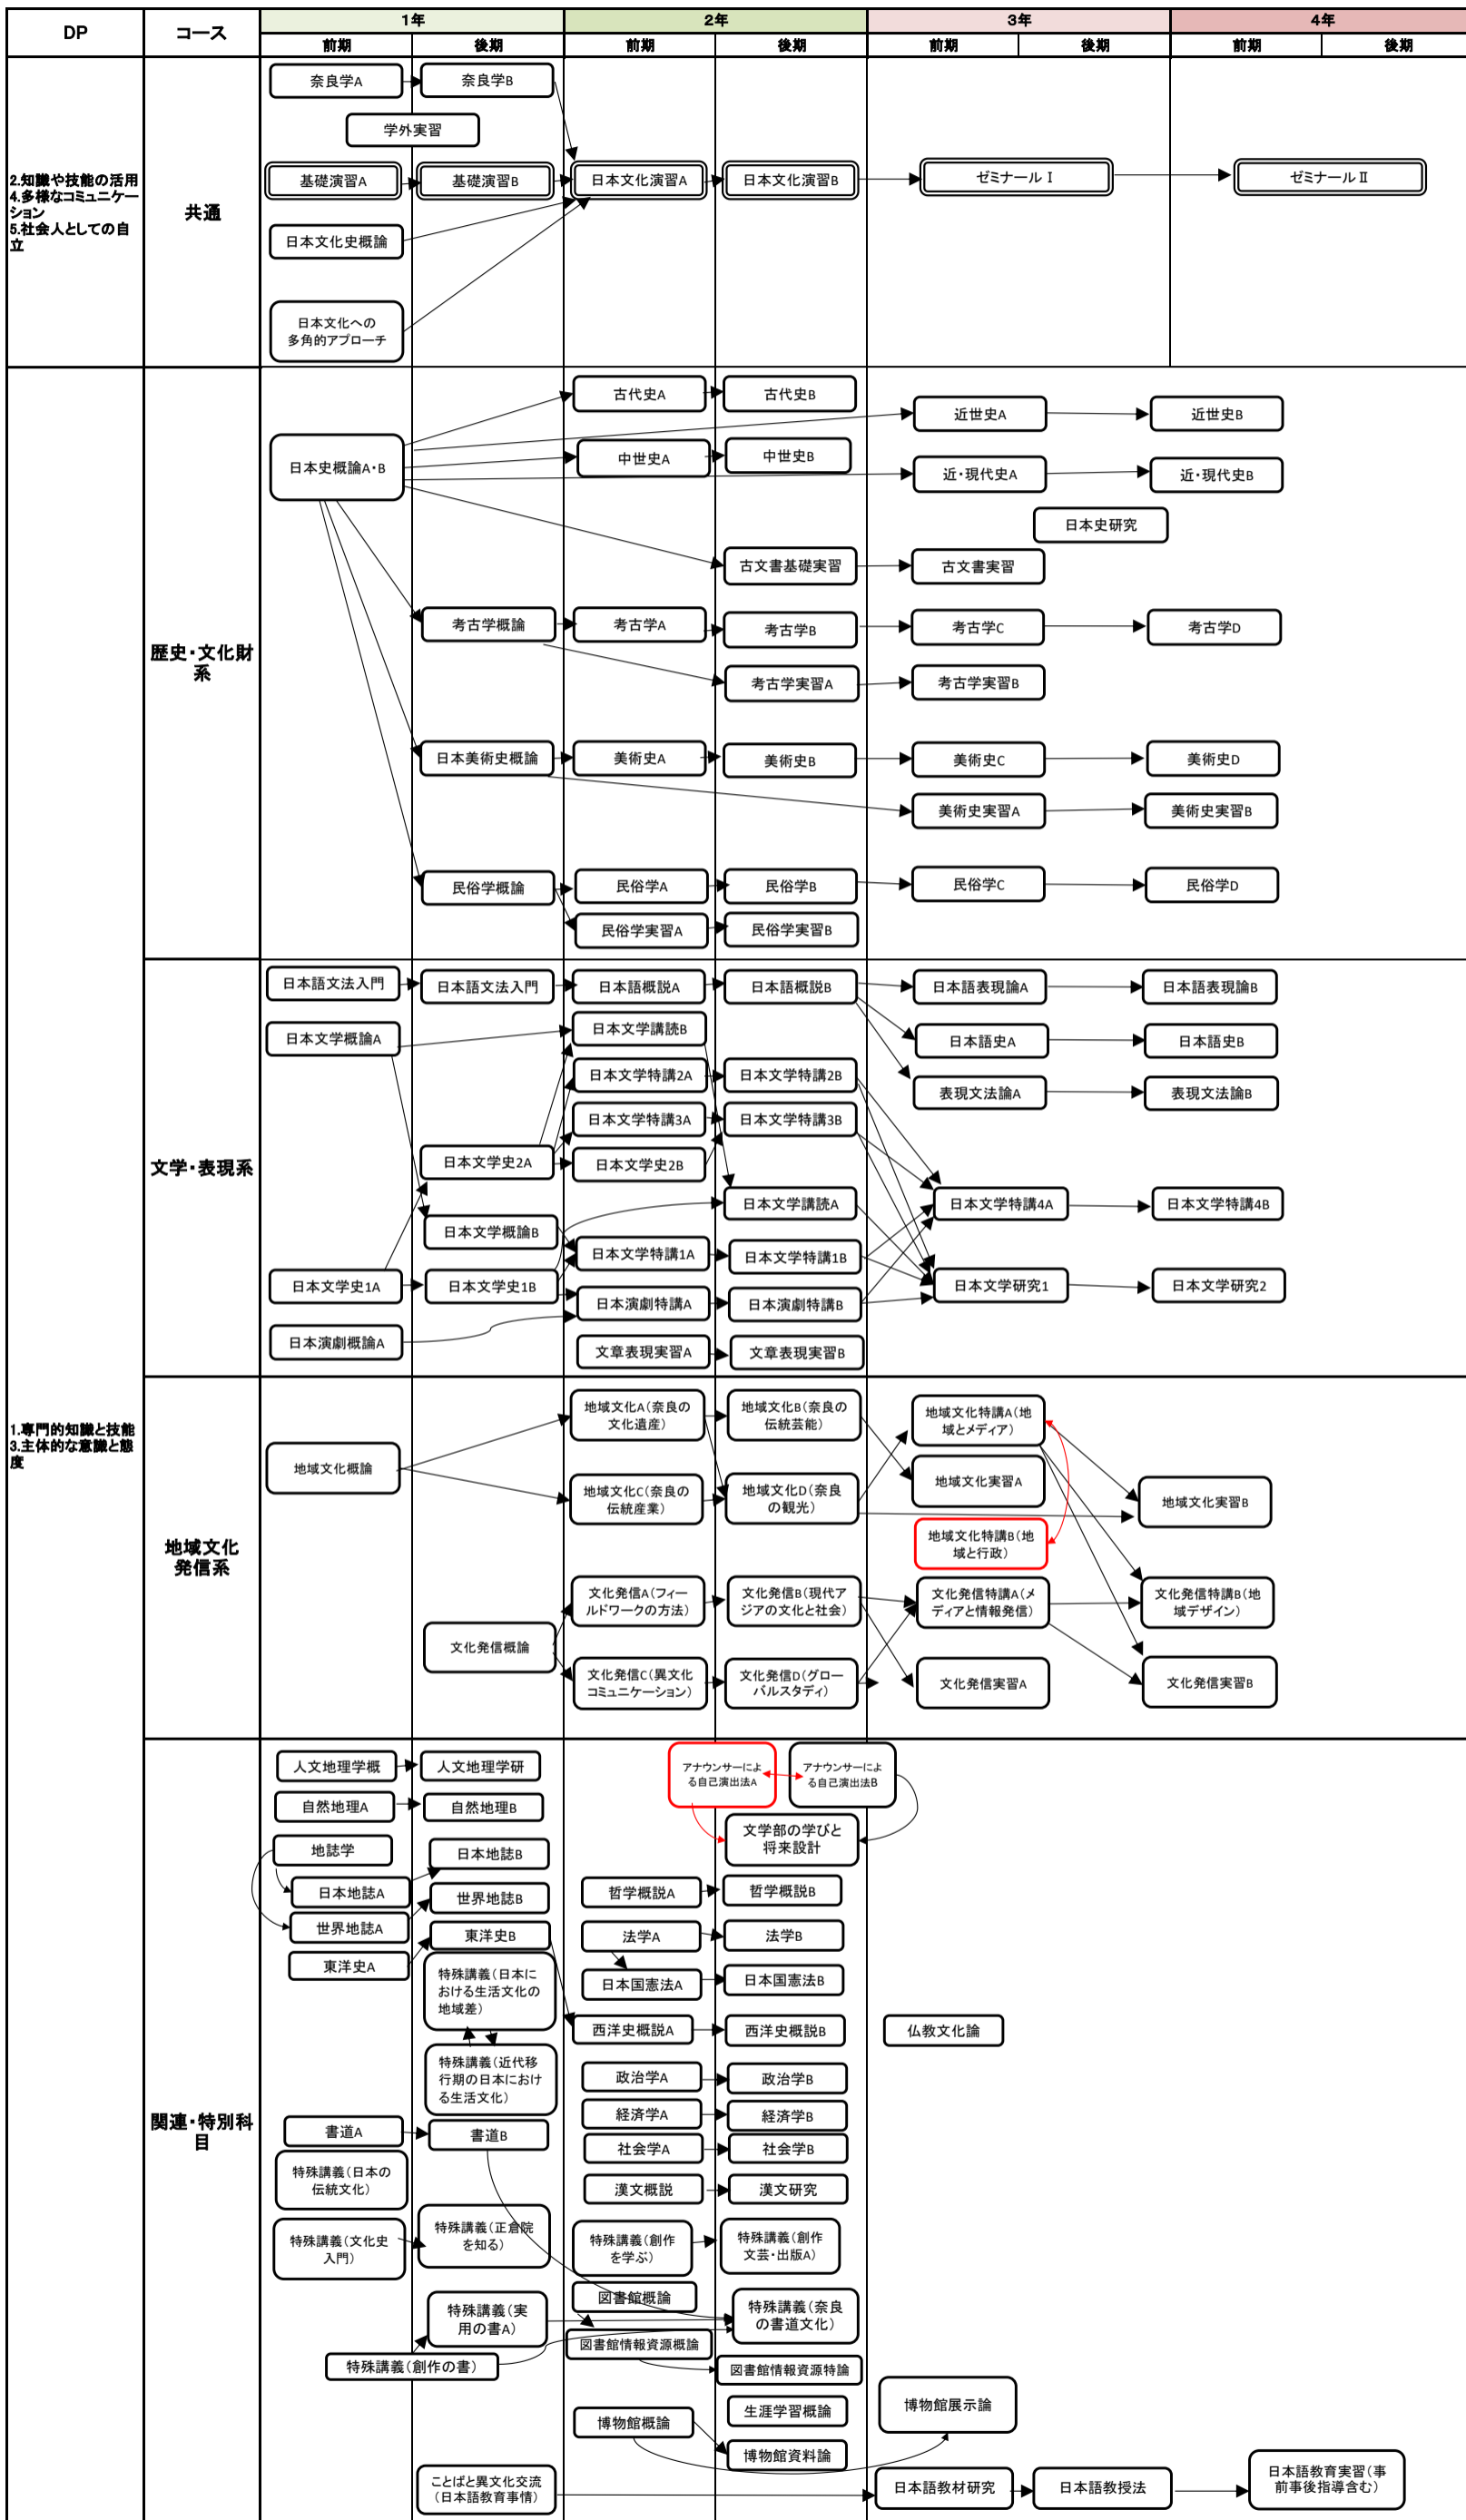 DP
コース
1年
2年
3年
4年
前期
後期
前期
後期
前期
後期
前期
後期
2.知識や技能の活用
4.多様なコミュニケー
ション
5.社会人としての自
立
共通
奈良学A
奈良学B
学外実習
基礎演習A
基礎演習B
日本文化演習A
日本文化演習B
ゼミナールⅠ
ゼミナールⅡ
日本文化史概論
日本文化への
多角的アプローチ
1.専門的知識と技能
3.主体的な意識と態
度
歴史・文化財
系
古代史A
古代史B
近世史A
近世史B
日本史概論A・B
中世史A
中世史B
近・現代史A
近・現代史B
日本史研究
古文書基礎実習
古文書実習
考古学概論
考古学A
考古学B
考古学C
考古学D
考古学実習A
考古学実習B
日本美術史概論
美術史A
美術史B
美術史C
美術史D
美術史実習A
美術史実習B
民俗学概論
民俗学A
民俗学B
民俗学C
民俗学D
民俗学実習A
民俗学実習B
文学・表現系
日本語文法入門
日本語文法入門
日本語概説A
日本語概説B
日本語表現論A
日本語表現論B
日本文学概論A
日本文学講読B
日本語史A
日本語史B
日本文学特講2A
日本文学特講2B
表現文法論A
表現文法論B
日本文学特講3A
日本文学特講3B
日本文学史2A
日本文学史2B
日本文学講読A
日本文学特講4A
日本文学特講4B
日本文学概論B
日本文学特講1A
日本文学特講1B
日本文学史1A
日本文学史1B
日本文学研究1
日本文学研究2
日本演劇特講A
日本演劇特講B
日本演劇概論A
文章表現実習A
文章表現実習B
地域文化
発信系
地域文化A(奈良の
文化遺産)
地域文化B(奈良の
伝統芸能)
地域文化特講A(地
域とメディア)
地域文化概論
地域文化C(奈良の
伝統産業)
地域文化D(奈良
の観光)
地域文化実習A
地域文化実習B
地域文化特講B(地
域と行政)
文化発信A(フィー
ルドワークの方法)
文化発信B(現代ア
ジアの文化と社会)
文化発信特講A(メ
ディアと情報発信)
文化発信特講B(地
域デザイン)
文化発信概論
文化発信C(異文化
コミュニケーション)
文化発信D(グロー
バルスタディ)
文化発信実習A
文化発信実習B
関連・特別科
目
人文地理学概
人文地理学研
アナウンサーによ
る自己演出法A
アナウンサーによ
る自己演出法B
自然地理A
自然地理B
文学部の学びと
将来設計
地誌学
日本地誌B
日本地誌A
世界地誌B
哲学概説A
哲学概説B
世界地誌A
東洋史B
法学A
法学B
東洋史A
特殊講義(日本に
おける生活文化の
地域差)
日本国憲法A
日本国憲法B
西洋史概説A
西洋史概説B
仏教文化論
特殊講義(近代移
行期の日本におけ
る生活文化)
政治学A
政治学B
経済学A
経済学B
書道A
書道B
社会学A
社会学B
特殊講義(日本の
伝統文化)
漢文概説
漢文研究
特殊講義(文化史
入門)
特殊講義(正倉院
を知る)
特殊講義(創作
を学ぶ)
特殊講義(創作
文芸・出版A)
図書館概論
特殊講義(実
用の書A)
特殊講義(奈良
の書道文化)
図書館情報資源概論
特殊講義(創作の書)
図書館情報資源特論
生涯学習概論
博物館展示論
博物館概論
博物館資料論
ことばと異文化交流
(日本語教育事情)
日本語教材研究
日本語教授法
日本語教育実習(事
前事後指導含む)